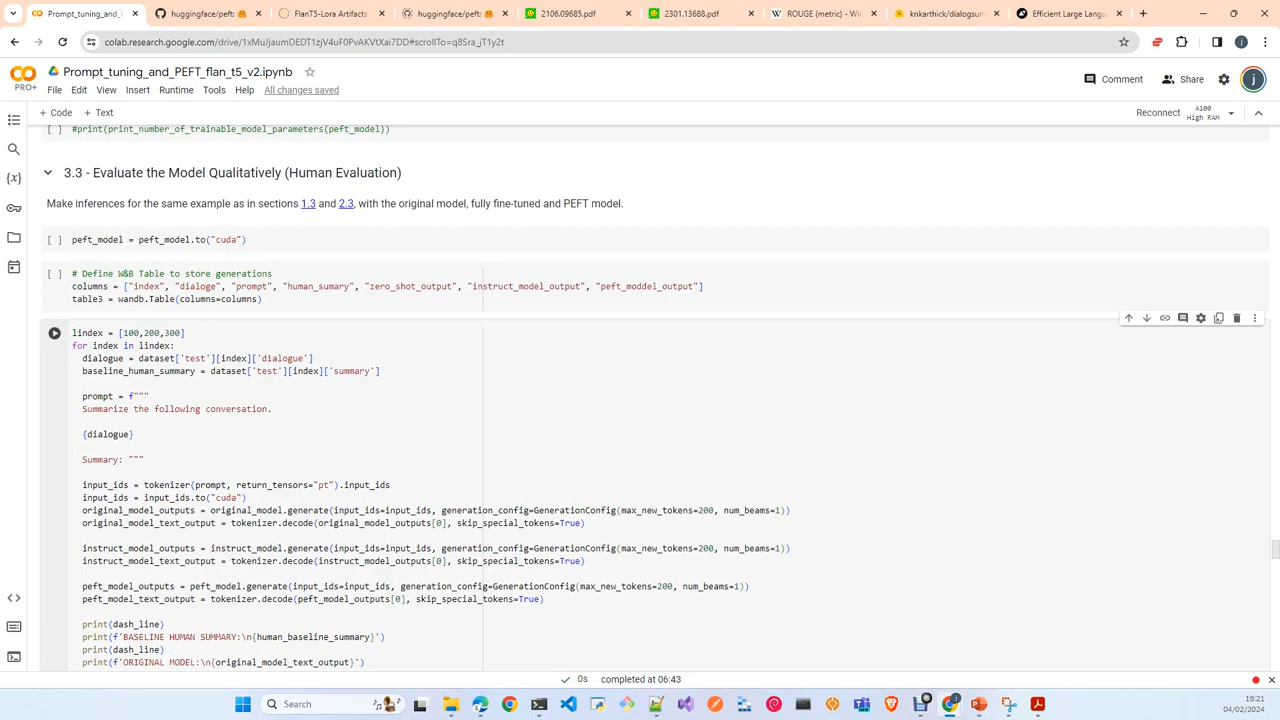 Prompt_tuning_and_PEFT_flan_
huggingface/peft:
FlanT5-Lora Artifacts
huggingface/peft:
2106.09685.pdf
2301.13688.pdf
ROUGE (metric) - Wi
knkarthick/dialogsum
Efficient Large Langu
colab.research.google.com/drive/1xMuJjaumDEDT1zjV4uF0PvAKVtXai7DD#scrollTo=q8Sra_jT1y2t
PRO+
Prompt_tuning_and_PEFT_flan_t5_v2.ipynb
Comment
Share
j
File Edit View Insert Runtime Tools Help All changes saved
+ Code + Text
Reconnect
A100
High RAM
[ ] #print(print_number_of_trainable_model_parameters(peft_model))
3.3 - Evaluate the Model Qualitatively (Human Evaluation)
Make inferences for the same example as in sections 1.3 and 2.3, with the original model, fully fine-tuned and PEFT model.
[ ] peft_model = peft_model.to("cuda")
[ ] # Define W&B Table to store generations
columns = ["index", "dialoge", "prompt", "human_sumary", "zero_shot_output", "instruct_model_output", "peft_moddel_output"]
table3 = wandb.Table(columns=columns)
lindex = [100,200,300]
for index in lindex:
dialogue = dataset['test'][index]['dialogue']
baseline_human_summary = dataset['test'][index]['summary']
prompt = f"""
Summarize the following conversation.
{dialogue}
Summary: """
input_ids = tokenizer(prompt, return_tensors="pt").input_ids
input_ids = input_ids.to("cuda")
original_model_outputs = original_model.generate(input_ids=input_ids, generation_config=GenerationConfig(max_new_tokens=200, num_beams=1))
original_model_text_output = tokenizer.decode(original_model_outputs[0], skip_special_tokens=True)
instruct_model_outputs = instruct_model.generate(input_ids=input_ids, generation_config=GenerationConfig(max_new_tokens=200, num_beams=1))
instruct_model_text_output = tokenizer.decode(instruct_model_outputs[0], skip_special_tokens=True)
peft_model_outputs = peft_model.generate(input_ids=input_ids, generation_config=GenerationConfig(max_new_tokens=200, num_beams=1))
peft_model_text_output = tokenizer.decode(peft_model_outputs[0], skip_special_tokens=True)
print(dash_line)
print(f'BASELINE HUMAN SUMMARY:\n{human_baseline_summary}')
print(dash_line)
print(f'ORIGINAL MODEL:\n{original_model_text_output}')
0s completed at 06:43
Search
19:21
04/02/2024